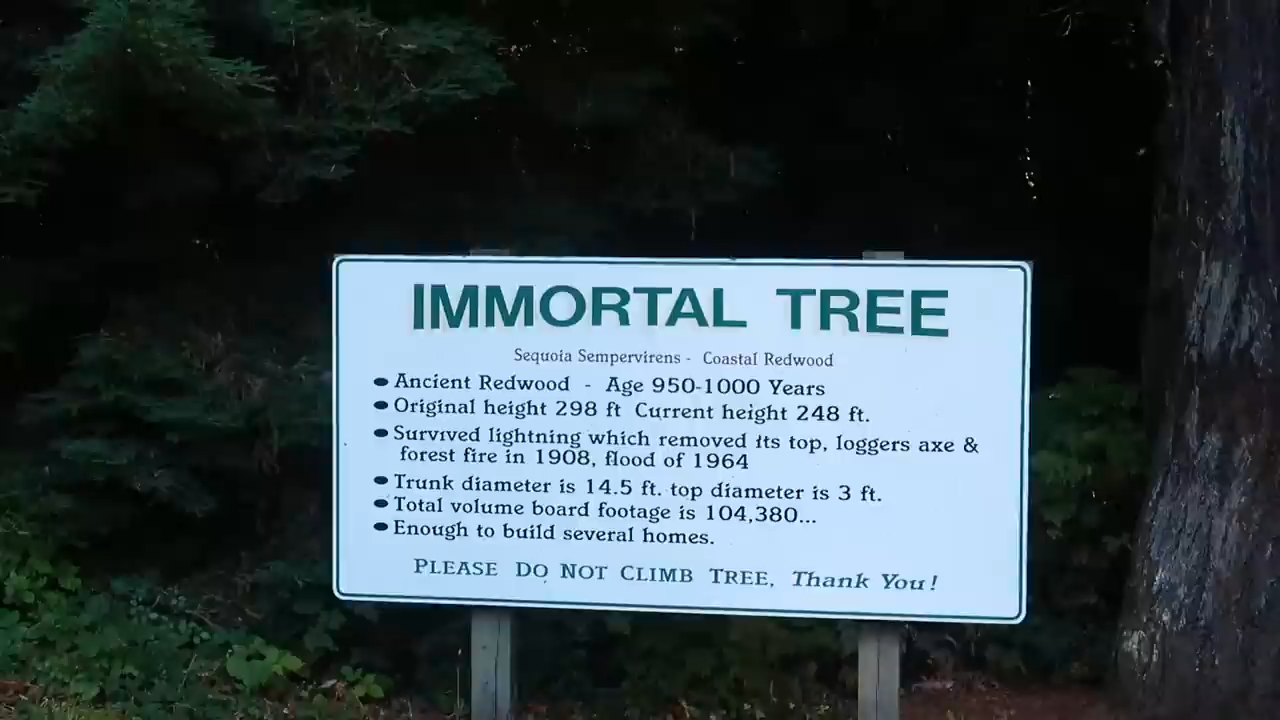 IMMORTAL TREE
Sequoia Sempervirens - Coastal Redwood
● Ancient Redwood - Age 950-1000 Years
● Original height 298 ft Current height 248 ft.
● Survived lightning which removed its top, loggers axe &
forest fire in 1908, flood of 1964
● Trunk diameter is 14.5 ft. top diameter is 3 ft.
● Total volume board footage is 104,380...
● Enough to build several homes.
PLEASE DO NOT CLIMB TREE, Thank You!